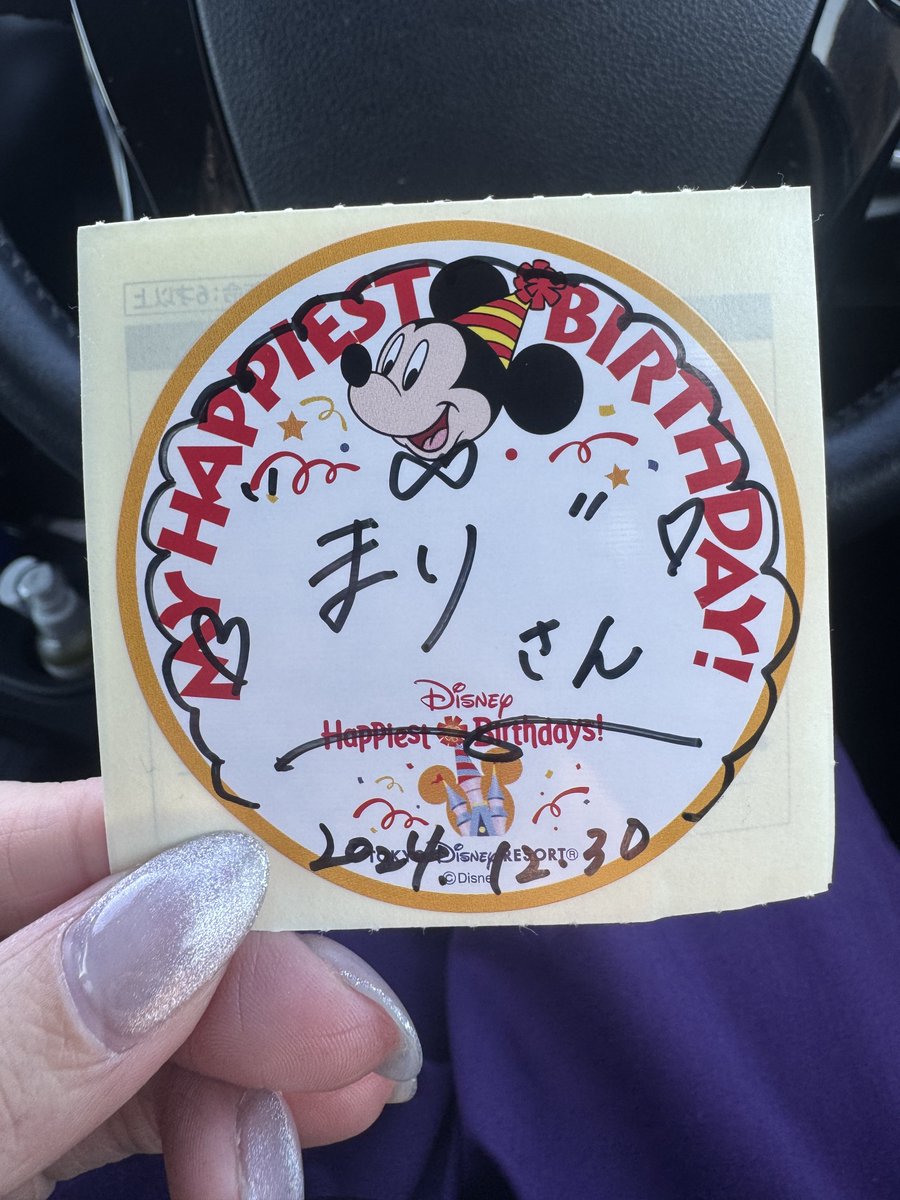 MY HAPPIEST BIRTHDAY!
まり
さん
Disney
Happiest Birthdays!
2024.12.30
TOKYO Disney RESORT®
©Disney